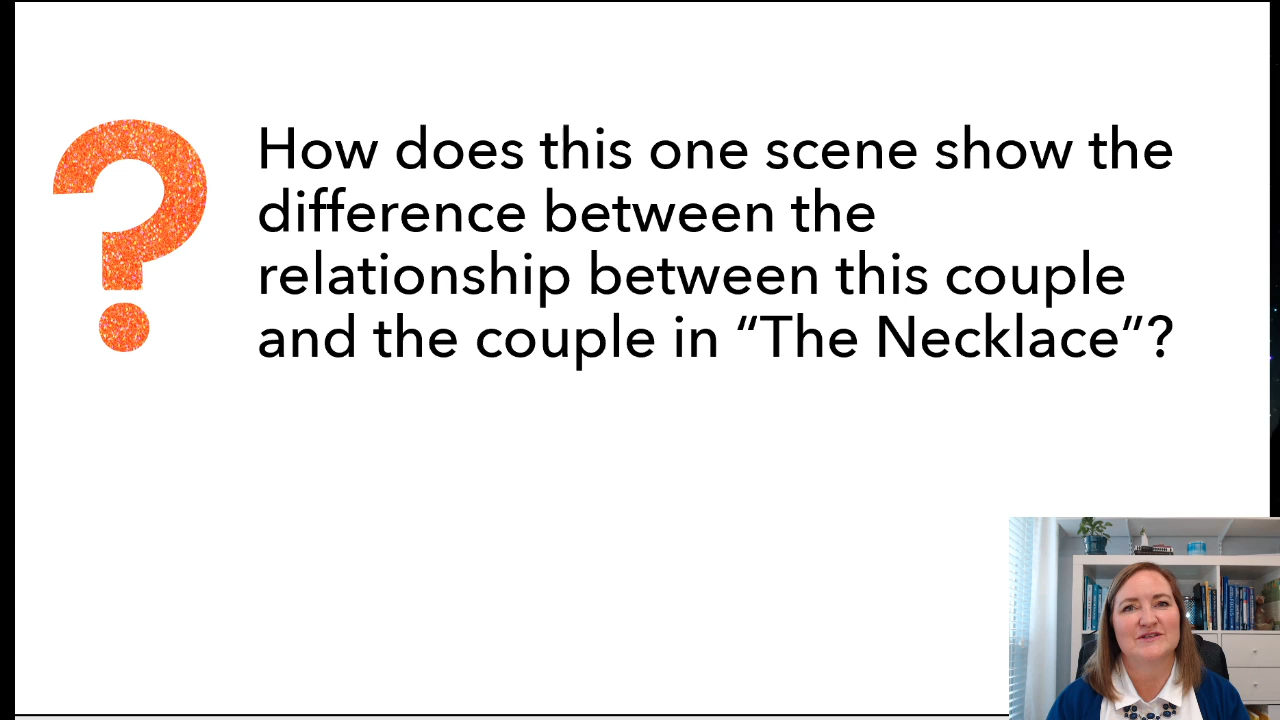 How does this one scene show the
difference between the
relationship between this couple
and the couple in “The Necklace”?